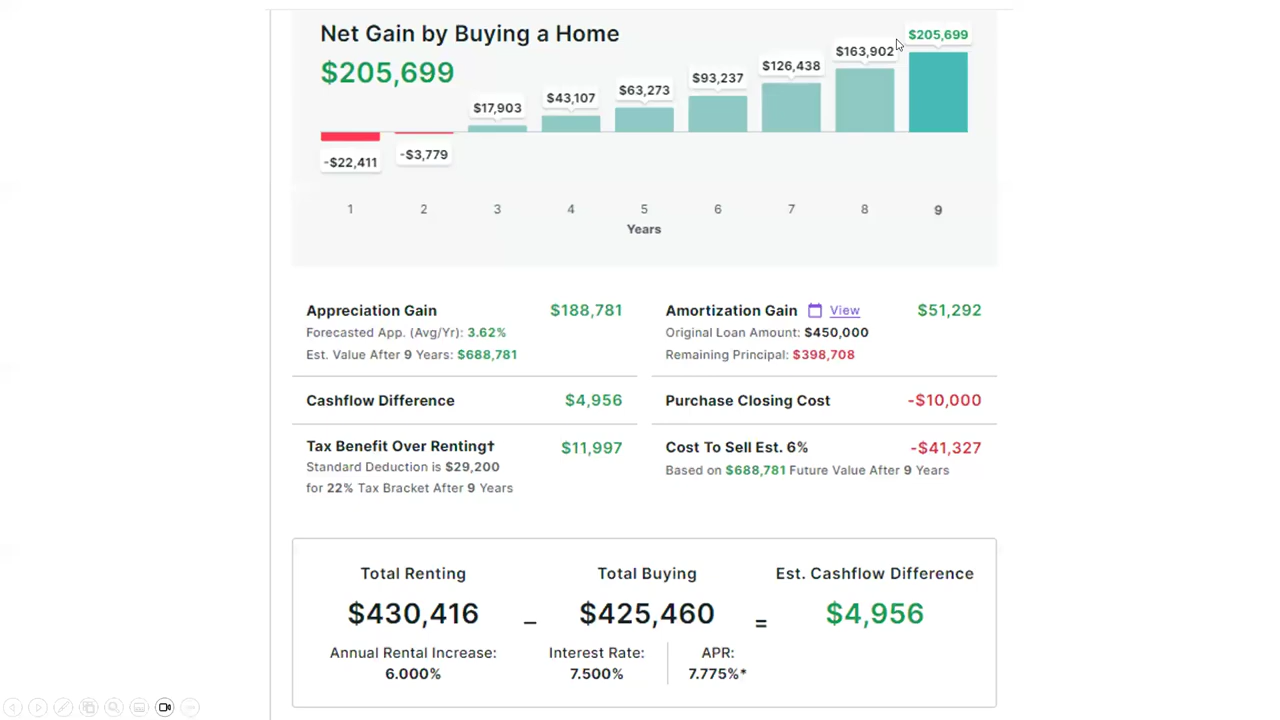 Net Gain by Buying a Home
$205,699
-$22,411
-$3,779
$17,903
$43,107
$63,273
$93,237
$126,438
$163,902
$205,699
1 2 3 4 5 6 7 8 9
Years
Appreciation Gain $188,781
Forecasted App. (Avg/Yr): 3.62%
Est. Value After 9 Years: $688,781
Amortization Gain View $51,292
Original Loan Amount: $450,000
Remaining Principal: $398,708
Cashflow Difference $4,956
Purchase Closing Cost -$10,000
Tax Benefit Over Renting† $11,997
Standard Deduction is $29,200
for 22% Tax Bracket After 9 Years
Cost To Sell Est. 6% -$41,327
Based on $688,781 Future Value After 9 Years
Total Renting Total Buying Est. Cashflow Difference
$430,416 – $425,460 = $4,956
Annual Rental Increase: Interest Rate: APR:
6.000% 7.500% 7.775%*